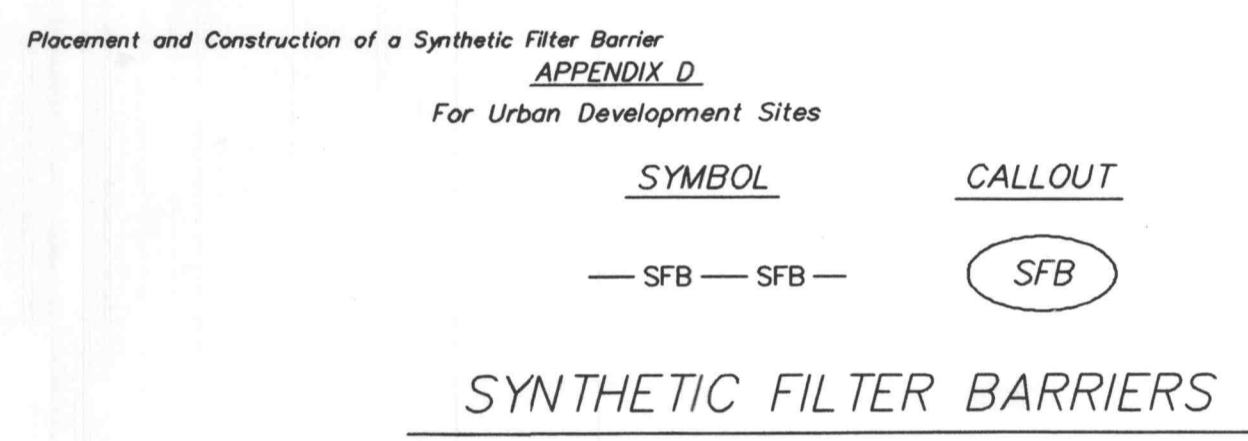 Placement and Construction of a Synthetic Filter Barrier
APPENDIX D
For Urban Development Sites
SYMBOL CALLOUT
— SFB — SFB — SFB
SYNTHETIC FILTER BARRIERS